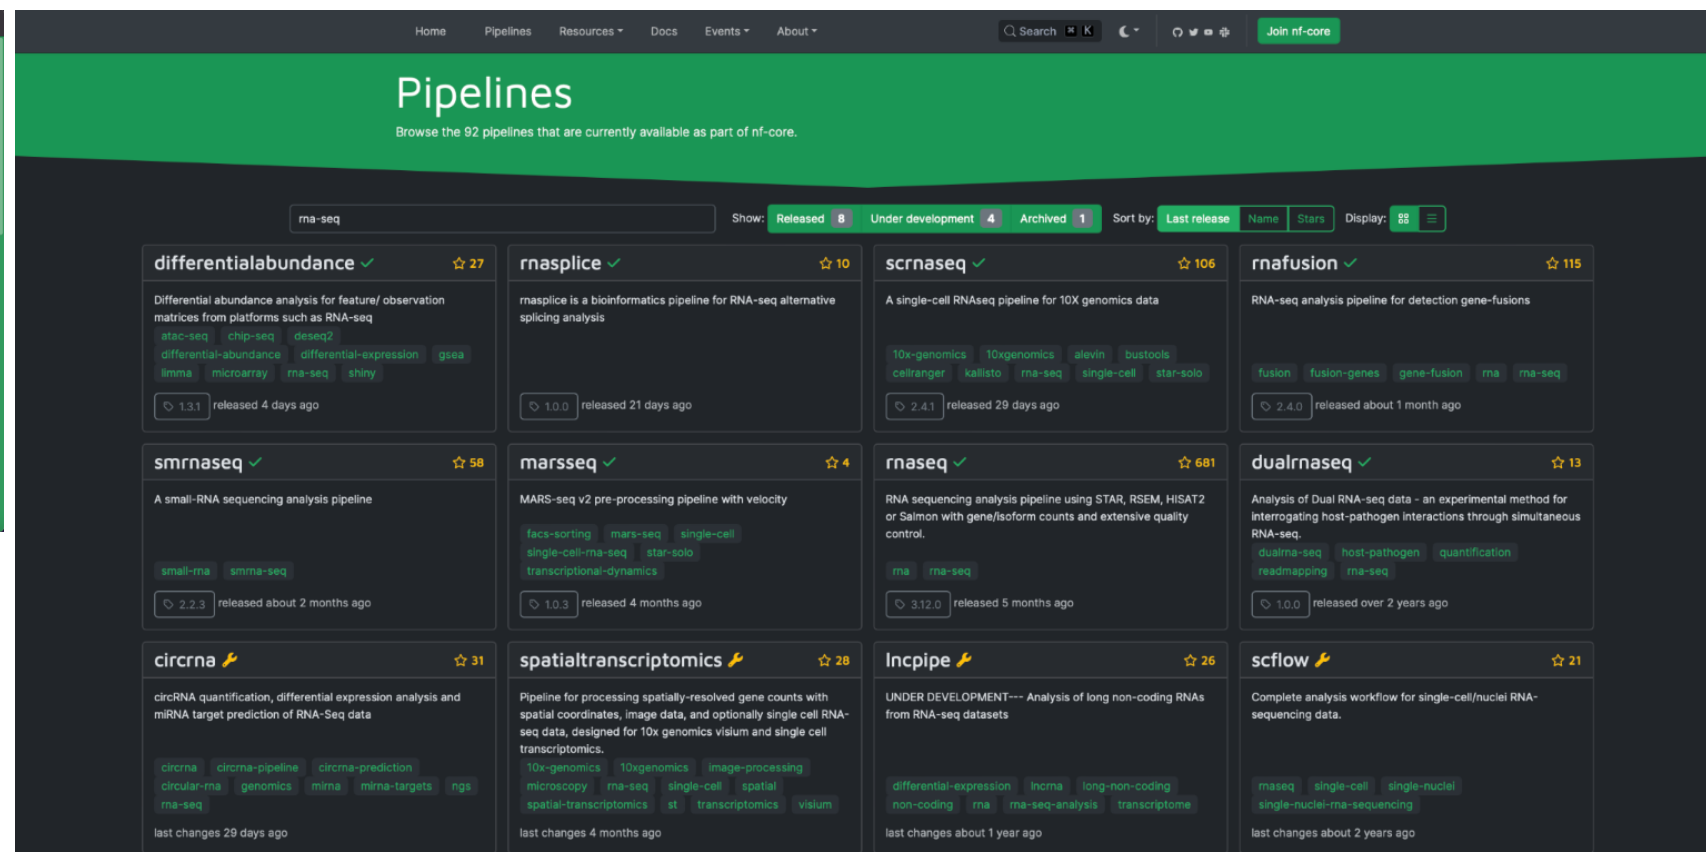 Home Pipelines Resources Docs Events About Search ⌘ K Join nf-core
Pipelines
Browse the 92 pipelines that are currently available as part of nf-core.
rna-seq Show: Released 8 Under development 4 Archived 1 Sort by: Last release Name Stars Display:
differentialabundance 27
Differential abundance analysis for feature/ observation
matrices from platforms such as RNA-seq
atac-seq chip-seq deseq2
differential-abundance differential-expression gsea
limma microarray rna-seq shiny
1.3.1 released 4 days ago
rnasplice 10
rnasplice is a bioinformatics pipeline for RNA-seq alternative
splicing analysis
1.0.0 released 21 days ago
scrnaseq 106
A single-cell RNAseq pipeline for 10X genomics data
10x-genomics 10xgenomics alevin bustools
cellranger kallisto rna-seq single-cell star-solo
2.4.1 released 29 days ago
rnafusion 115
RNA-seq analysis pipeline for detection gene-fusions
fusion fusion-genes gene-fusion rna rna-seq
2.4.0 released about 1 month ago
smrnaseq 58
A small-RNA sequencing analysis pipeline
small-rna smrna-seq
2.2.3 released about 2 months ago
marsseq 4
MARS-seq v2 pre-processing pipeline with velocity
facs-sorting mars-seq single-cell
single-cell-rna-seq star-solo
transcriptional-dynamics
1.0.3 released 4 months ago
rnaseq 681
RNA sequencing analysis pipeline using STAR, RSEM, HISAT2
or Salmon with gene/isoform counts and extensive quality
control.
rna rna-seq
3.12.0 released 5 months ago
dualrnaseq 13
Analysis of Dual RNA-seq data - an experimental method for
interrogating host-pathogen interactions through simultaneous
RNA-seq.
dualrna-seq host-pathogen quantification
readmapping rna-seq
1.0.0 released over 2 years ago
circrna 31
circRNA quantification, differential expression analysis and
miRNA target prediction of RNA-Seq data
circrna circrna-pipeline circrna-prediction
circular-rna genomics mirna mirna-targets ngs
rna-seq
last changes 29 days ago
spatialtranscriptomics 28
Pipeline for processing spatially-resolved gene counts with
spatial coordinates, image data, and optionally single cell RNA-
seq data, designed for 10x genomics visium and single cell
transcriptomics.
10x-genomics 10xgenomics image-processing
microscopy rna-seq single-cell spatial
spatial-transcriptomics st transcriptomics visium
last changes 4 months ago
lncpipe 26
UNDER DEVELOPMENT--- Analysis of long non-coding RNAs
from RNA-seq datasets
differential-expression lncrna long-non-coding
non-coding rna rna-seq-analysis transcriptome
last changes about 1 year ago
scflow 21
Complete analysis workflow for single-cell/nuclei RNA-
sequencing data.
rnaseq single-cell single-nuclei
single-nuclei-rna-sequencing
last changes about 2 years ago